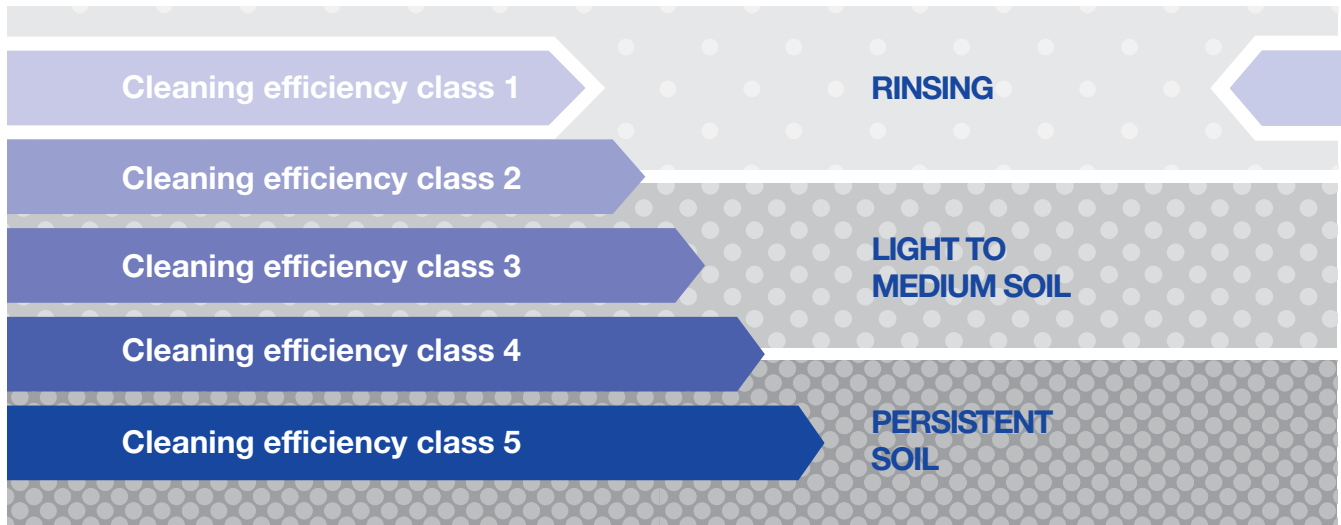 Cleaning efficiency class 1
RINSING
Cleaning efficiency class 2
Cleaning efficiency class 3
LIGHT TO
MEDIUM SOIL
Cleaning efficiency class 4
Cleaning efficiency class 5
PERSISTENT
SOIL